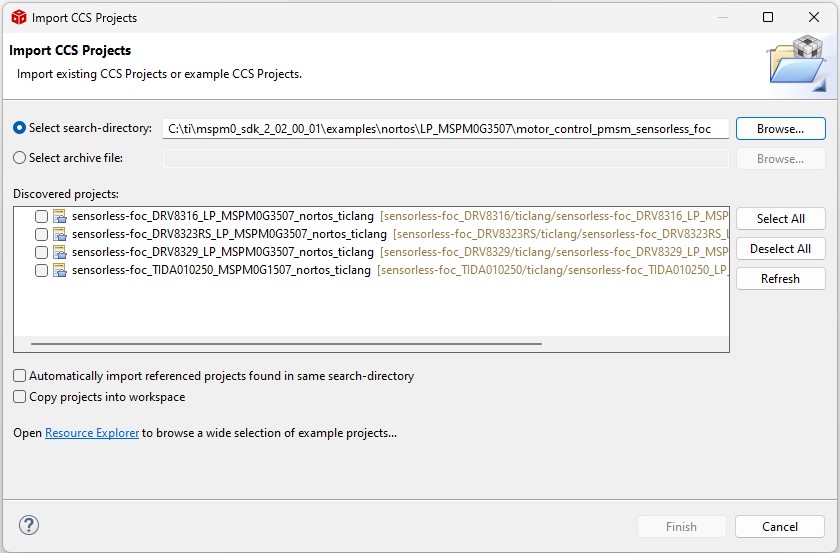 Import CCS Projects
Import CCS Projects
Import existing CCS Projects or example CCS Projects.
Select search-directory: C:\ti\mspm0_sdk_2_02_00_01\examples\nortos\LP_MSPM0G3507\motor_control_pmsm_sensorless_foc Browse...
Select archive file: Browse...
Discovered projects:
sensorless-foc_DRV8316_LP_MSPM0G3507_nortos_ticlang [sensorless-foc_DRV8316/ticlang/sensorless-foc_DRV8316_LP_MSP Select All
sensorless-foc_DRV8323RS_LP_MSPM0G3507_nortos_ticlang [sensorless-foc_DRV8323RS/ticlang/sensorless-foc_DRV8323RS_L
sensorless-foc_DRV8329_LP_MSPM0G3507_nortos_ticlang [sensorless-foc_DRV8329/ticlang/sensorless-foc_DRV8329_LP_MSP Deselect All
sensorless-foc_TIDA010250_MSPM0G1507_nortos_ticlang [sensorless-foc_TIDA010250/ticlang/sensorless-foc_TIDA010250_LP_
Refresh
Automatically import referenced projects found in same search-directory
Copy projects into workspace
Open Resource Explorer to browse a wide selection of example projects...
? Finish Cancel